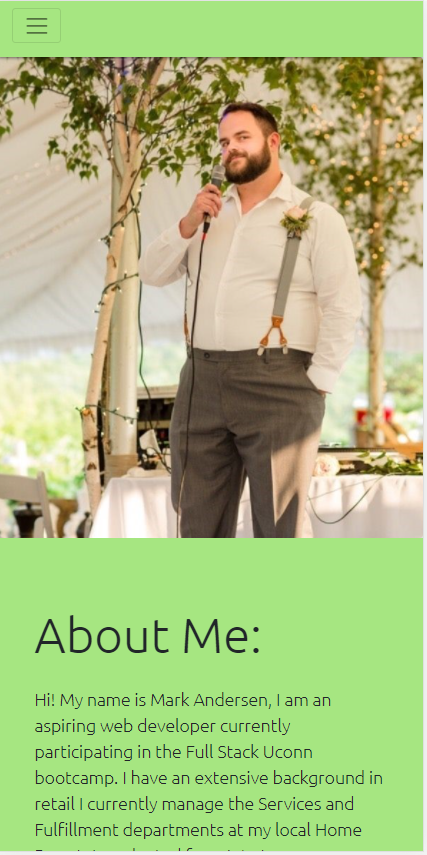 About Me:
Hi! My name is Mark Andersen, I am an
aspiring web developer currently
participating in the Full Stack Uconn
bootcamp. I have an extensive background in
retail I currently manage the Services and
Fulfillment departments at my local Home